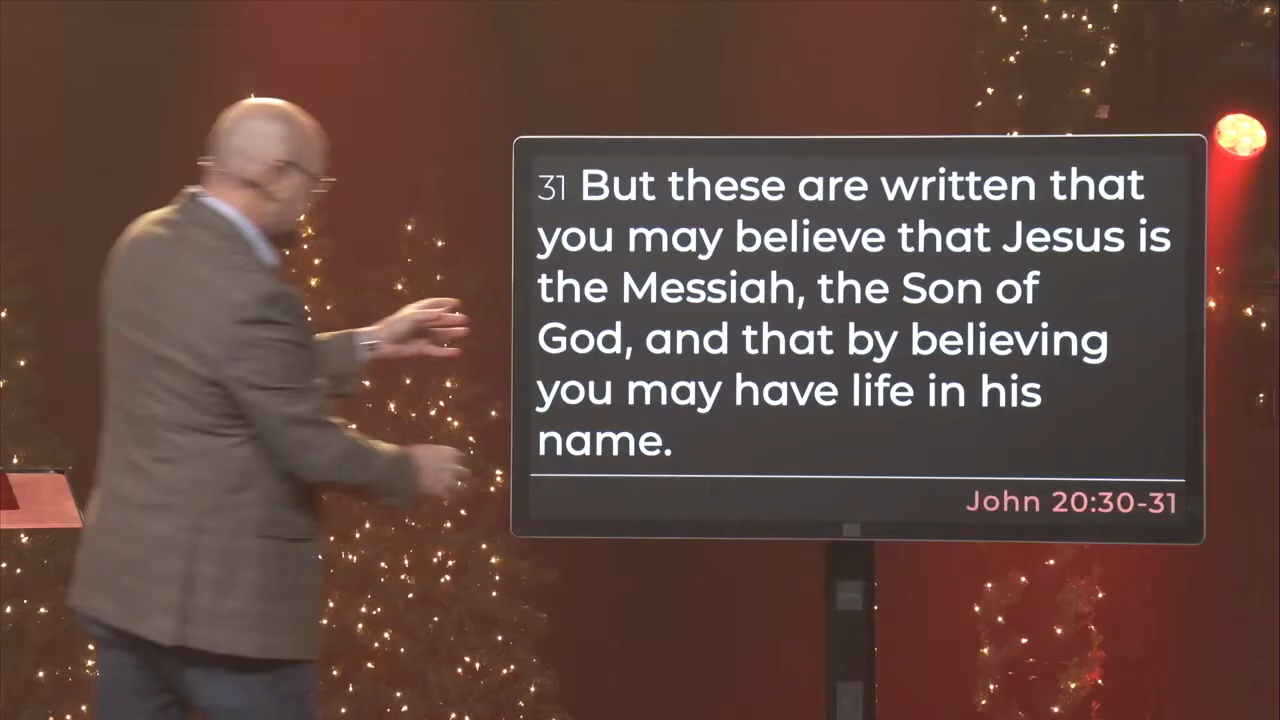 31 But these are written that
you may believe that Jesus is
the Messiah, the Son of
God, and that by believing
you may have life in his
name.
John 20:30-31